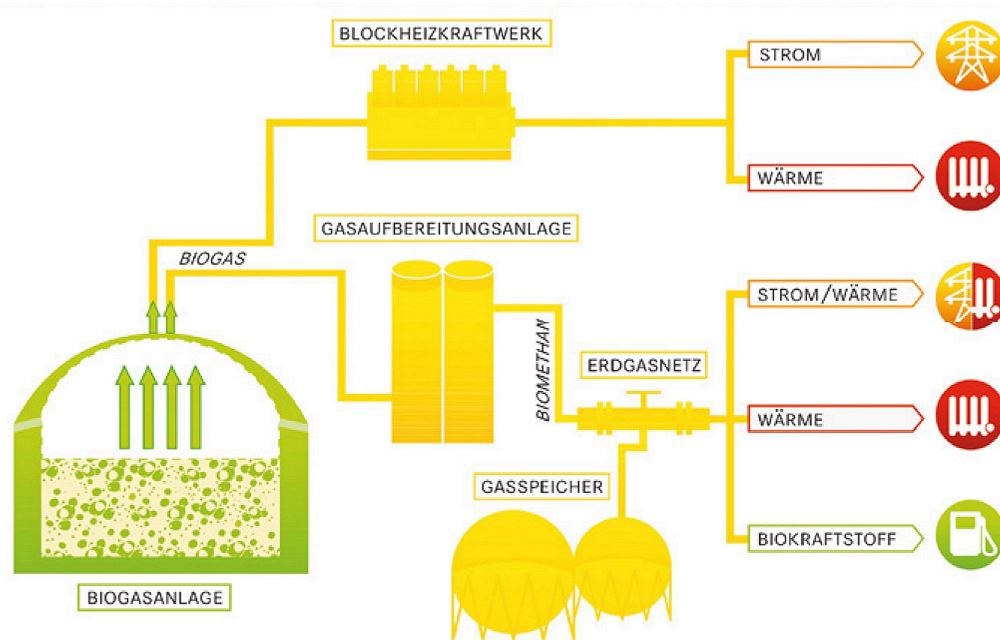 BLOCKHEIZKRAFTWERK
STROM
WÄRME
GASAUFBEREITUNGSANLAGE
BIOGAS
STROM/WÄRME
BIOMETHAN
ERDGASNETZ
WÄRME
GASSPEICHER
BIOKRAFTSTOFF
BIOGASANLAGE